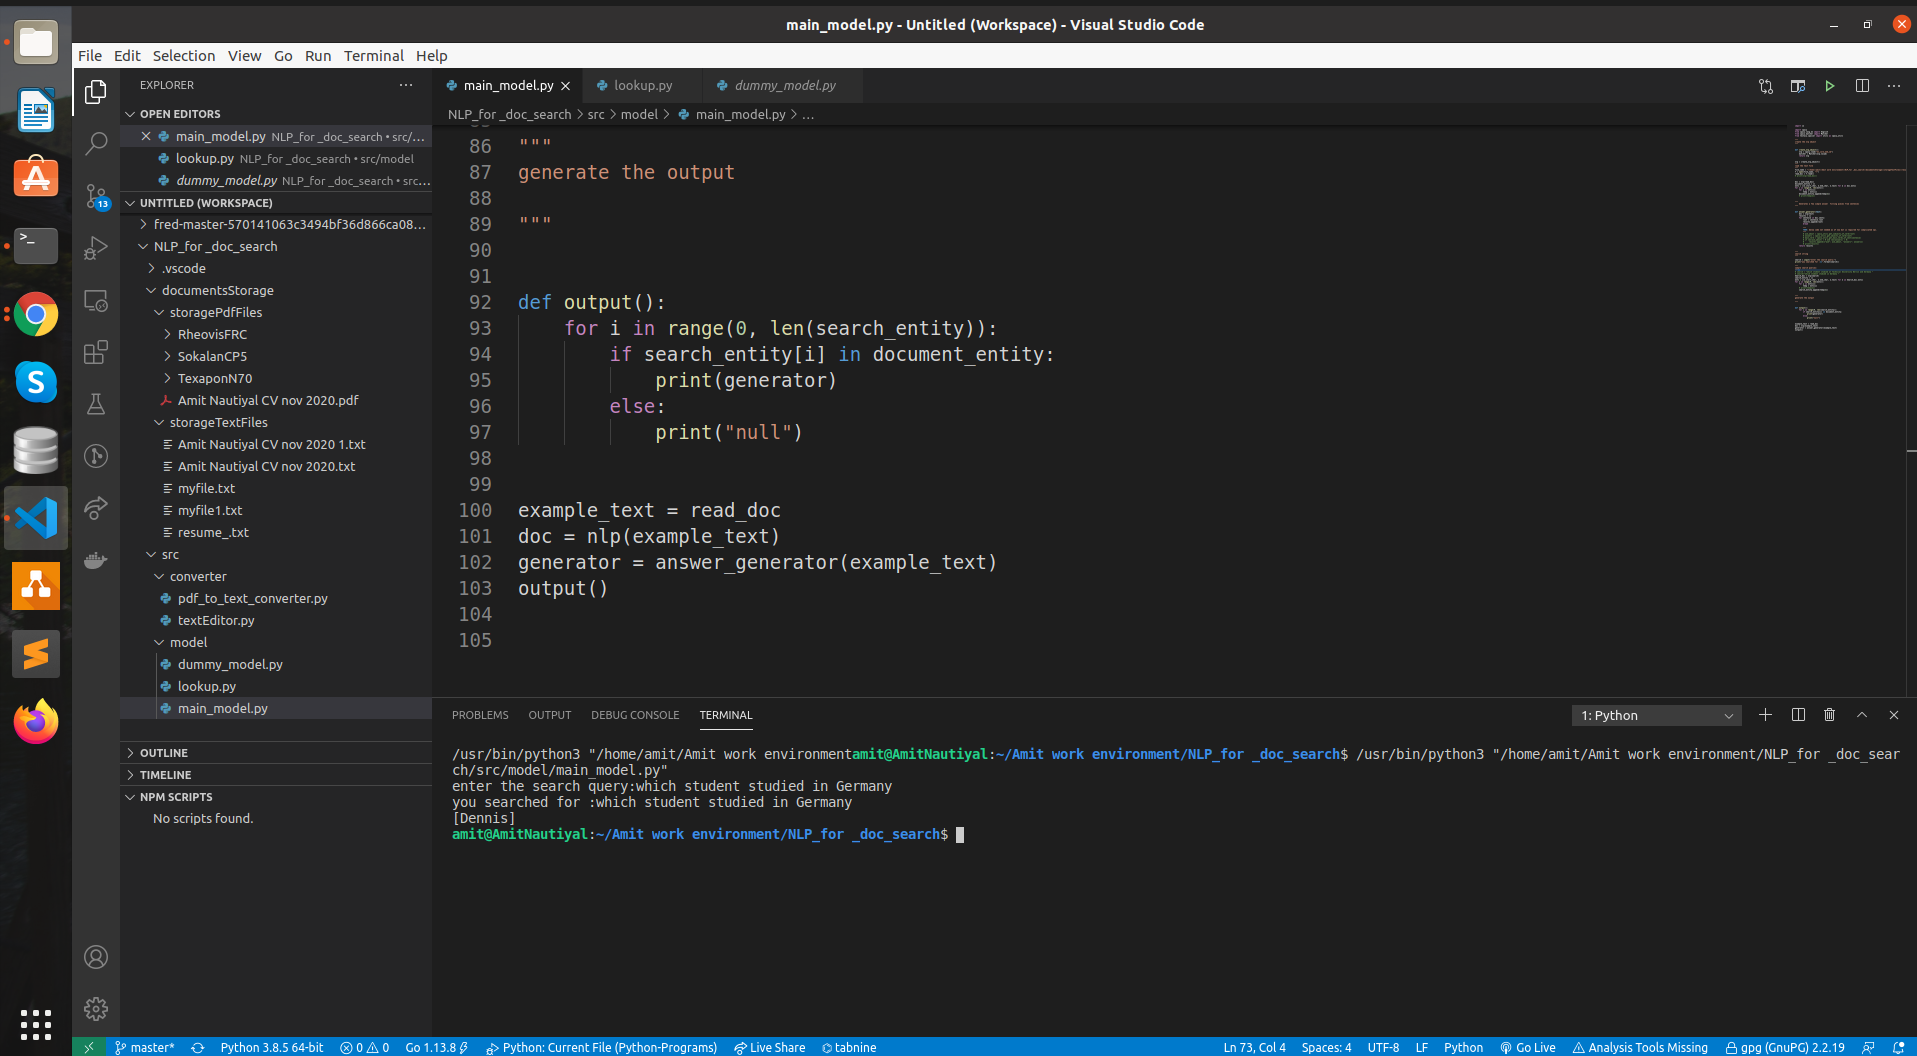 main_model.py - Untitled (Workspace) - Visual Studio Code
File Edit Selection View Go Run Terminal Help
EXPLORER
OPEN EDITORS
main_model.py NLP_for _doc_search • src/...
lookup.py NLP_for _doc_search • src/model
dummy_model.py NLP_for _doc_search • src...
UNTITLED (WORKSPACE)
fred-master-570141063c3494bf36d866ca08...
NLP_for _doc_search
.vscode
documentsStorage
storagePdfFiles
RheovisFRC
SokalanCP5
TexaponN70
Amit Nautiyal CV nov 2020.pdf
storageTextFiles
Amit Nautiyal CV nov 2020 1.txt
Amit Nautiyal CV nov 2020.txt
myfile.txt
myfile1.txt
resume_.txt
src
converter
pdf_to_text_converter.py
textEditor.py
model
dummy_model.py
lookup.py
main_model.py
OUTLINE
TIMELINE
NPM SCRIPTS
No scripts found.
13
main_model.py lookup.py dummy_model.py
NLP_for _doc_search > src > model > main_model.py > ...
86 """
87 generate the output
88
89 """
90
91
92 def output():
93 for i in range(0, len(search_entity)):
94 if search_entity[i] in document_entity:
95 print(generator)
96 else:
97 print("null")
98
99
100 example_text = read_doc
101 doc = nlp(example_text)
102 generator = answer_generator(example_text)
103 output()
104
105
PROBLEMS OUTPUT DEBUG CONSOLE TERMINAL
1: Python
/usr/bin/python3 "/home/amit/Amit work environmentamit@AmitNautiyal:~/Amit work environment/NLP_for _doc_search$ /usr/bin/python3 "/home/amit/Amit work environment/NLP_for _doc_sear
ch/src/model/main_model.py"
enter the search query:which student studied in Germany
you searched for :which student studied in Germany
[Dennis]
amit@AmitNautiyal:~/Amit work environment/NLP_for _doc_search$
master* Python 3.8.5 64-bit 0 0 Go 1.13.8 Python: Current File (Python-Programs) Live Share tabnine Ln 73, Col 4 Spaces: 4 UTF-8 LF Python Go Live Analysis Tools Missing gpg (GnuPG) 2.2.19